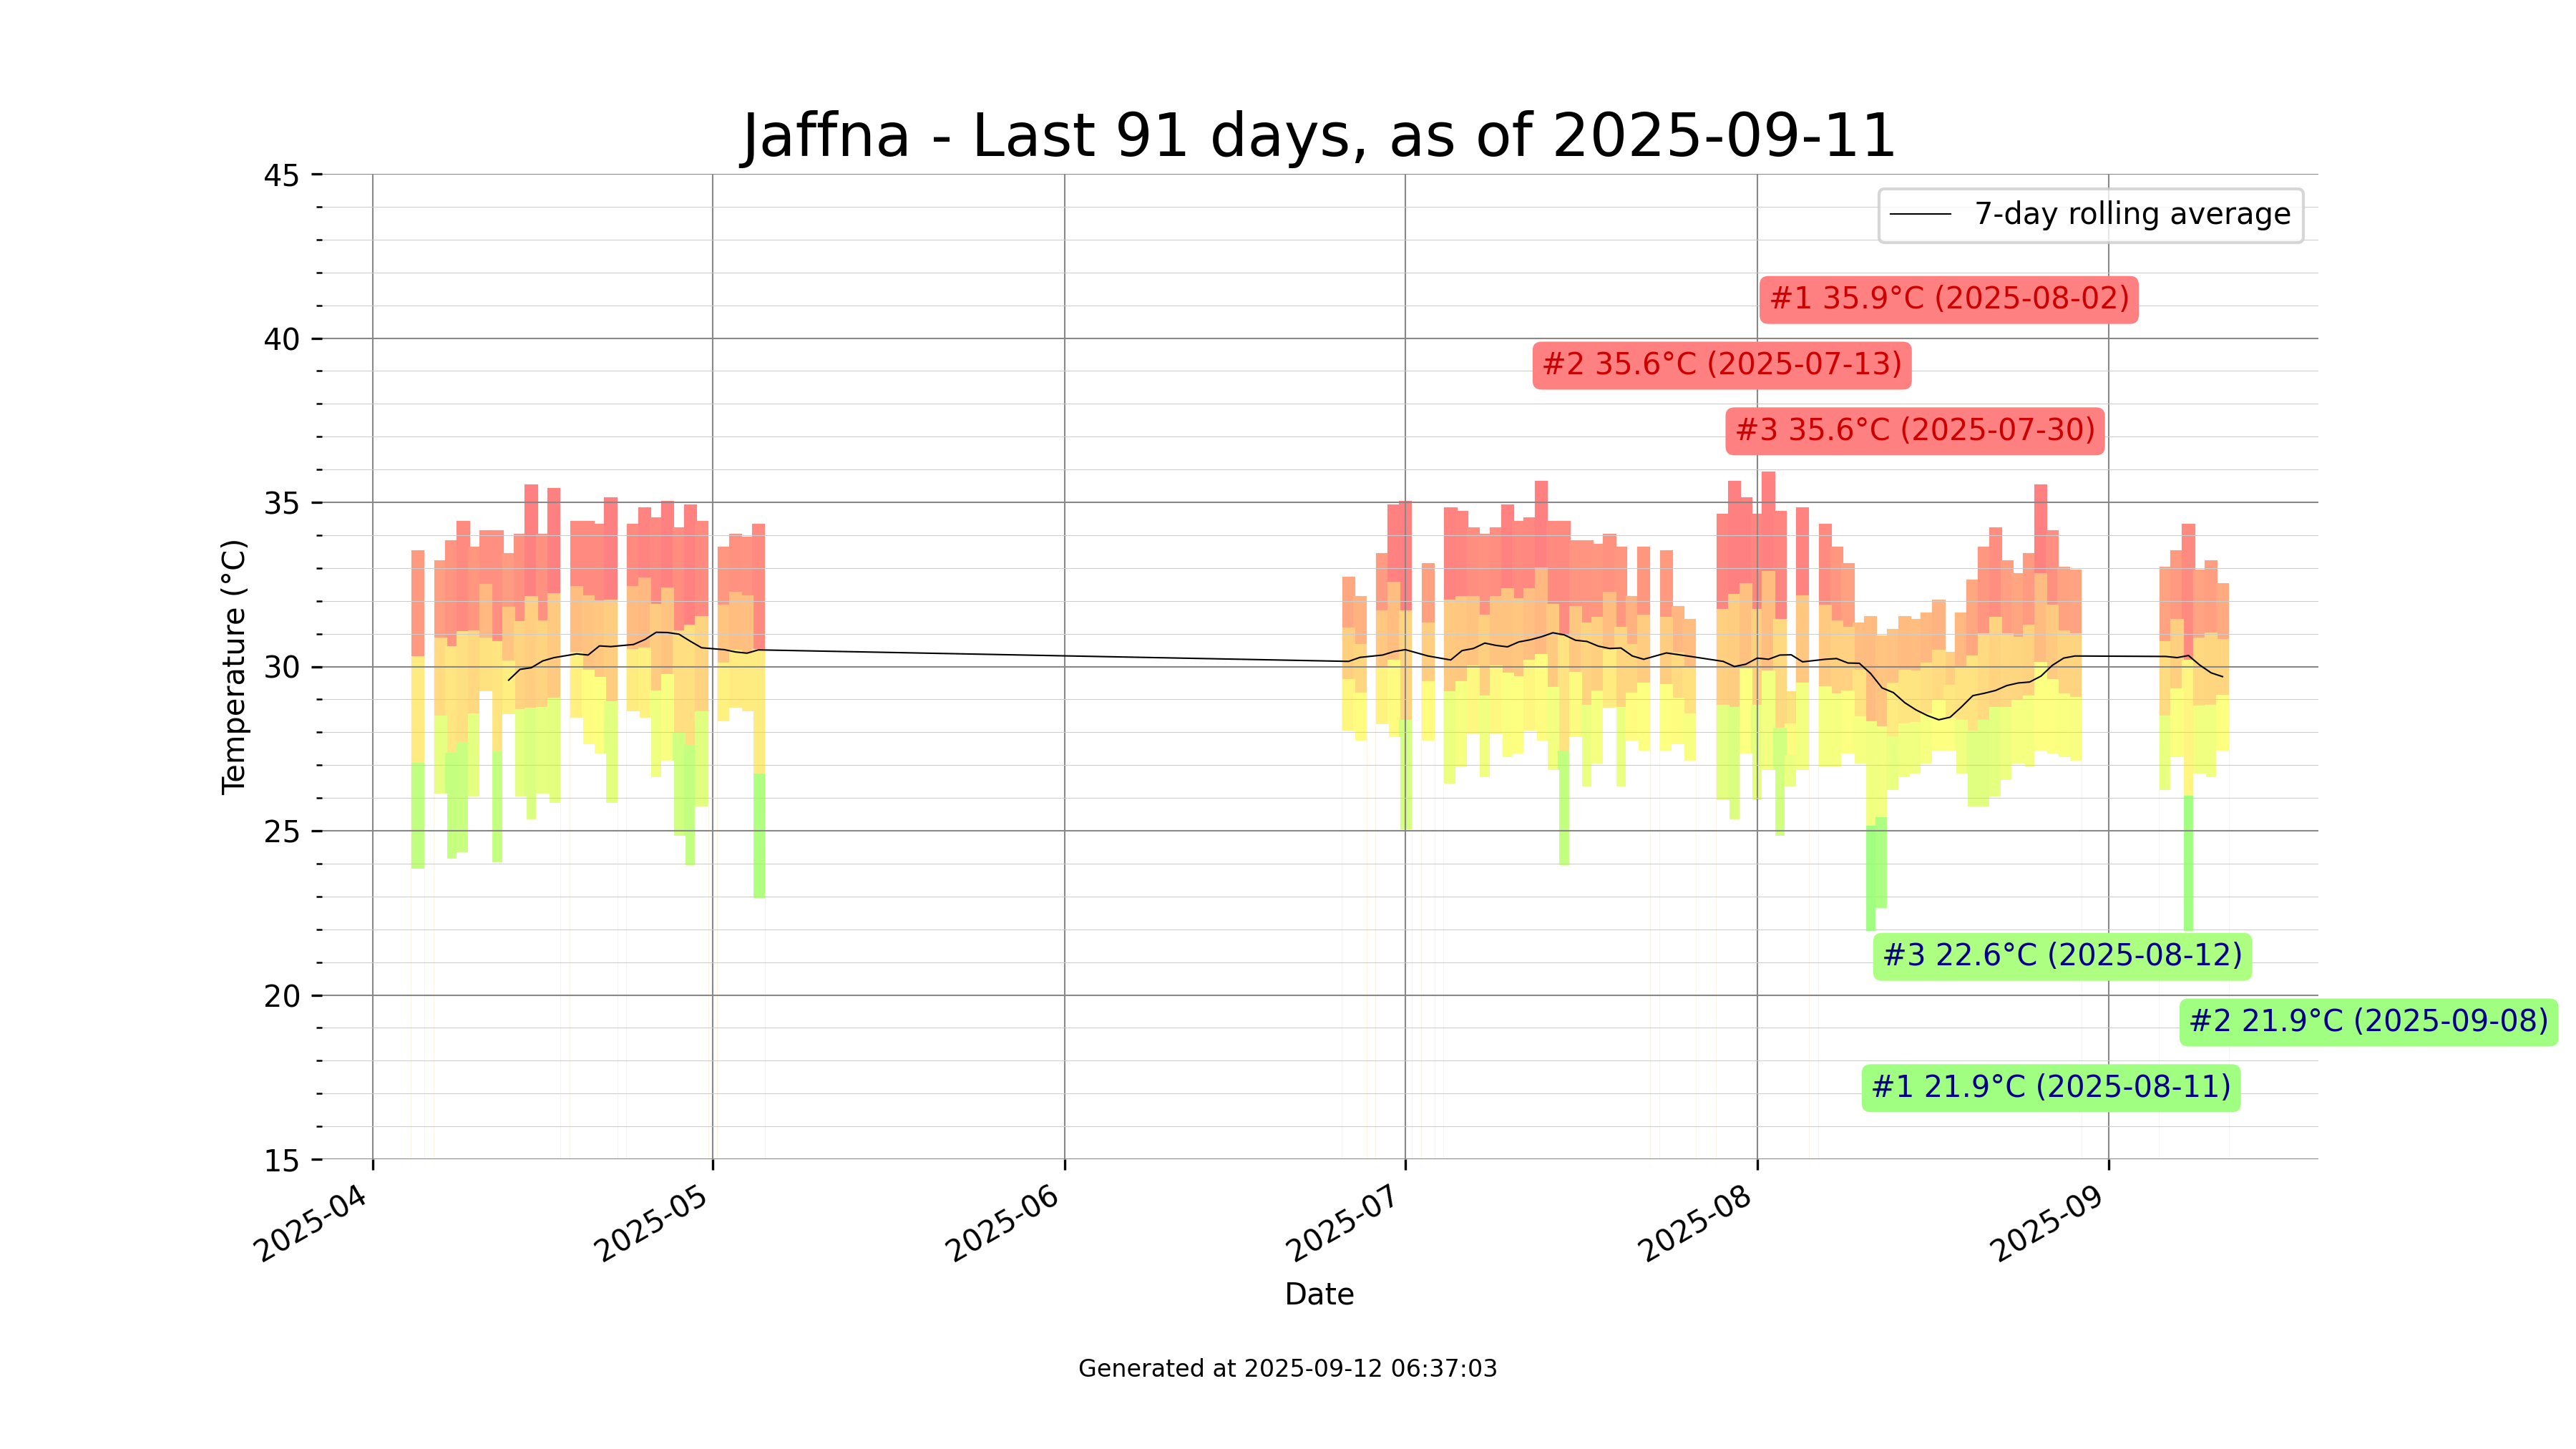 Jaffna - Last 91 days, as of 2025-09-11
45
40
35
30
25
20
15
Temperature (°C)
7-day rolling average
#1 35.9°C (2025-08-02)
#2 35.6°C (2025-07-13)
#3 35.6°C (2025-07-30)
#3 22.6°C (2025-08-12)
#2 21.9°C (2025-09-08)
#1 21.9°C (2025-08-11)
2025-04
2025-05
2025-06
2025-07
2025-08
2025-09
Date
Generated at 2025-09-12 06:37:03